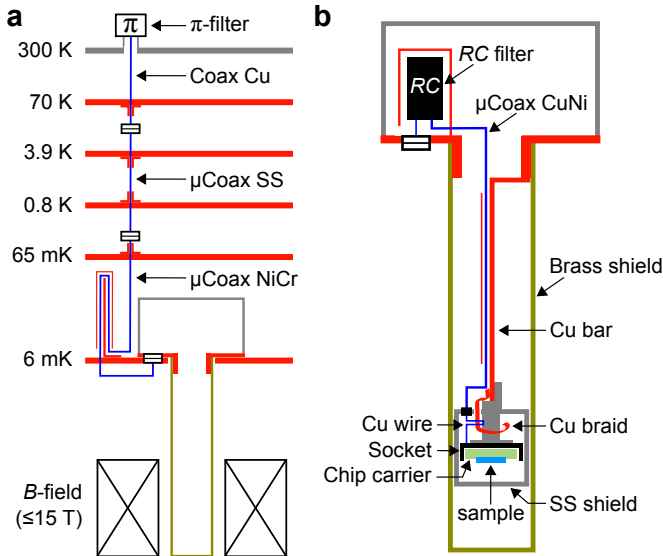 a
π
π-filter
300 K
Coax Cu
70 K
3.9 K
μCoax SS
0.8 K
65 mK
μCoax NiCr
6 mK
B-field
(≤15 T)
b
RC
RC filter
μCoax CuNi
Brass shield
Cu bar
Cu wire
Cu braid
Socket
Chip carrier
sample
SS shield